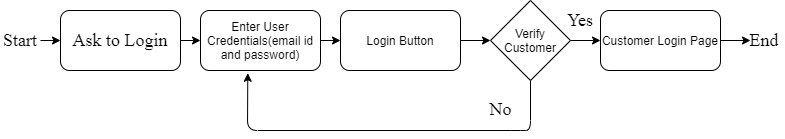 Start
Ask to Login
Enter User
Credentials(email id
and password)
Login Button
Verify
Customer
Yes
Customer Login Page
End
No